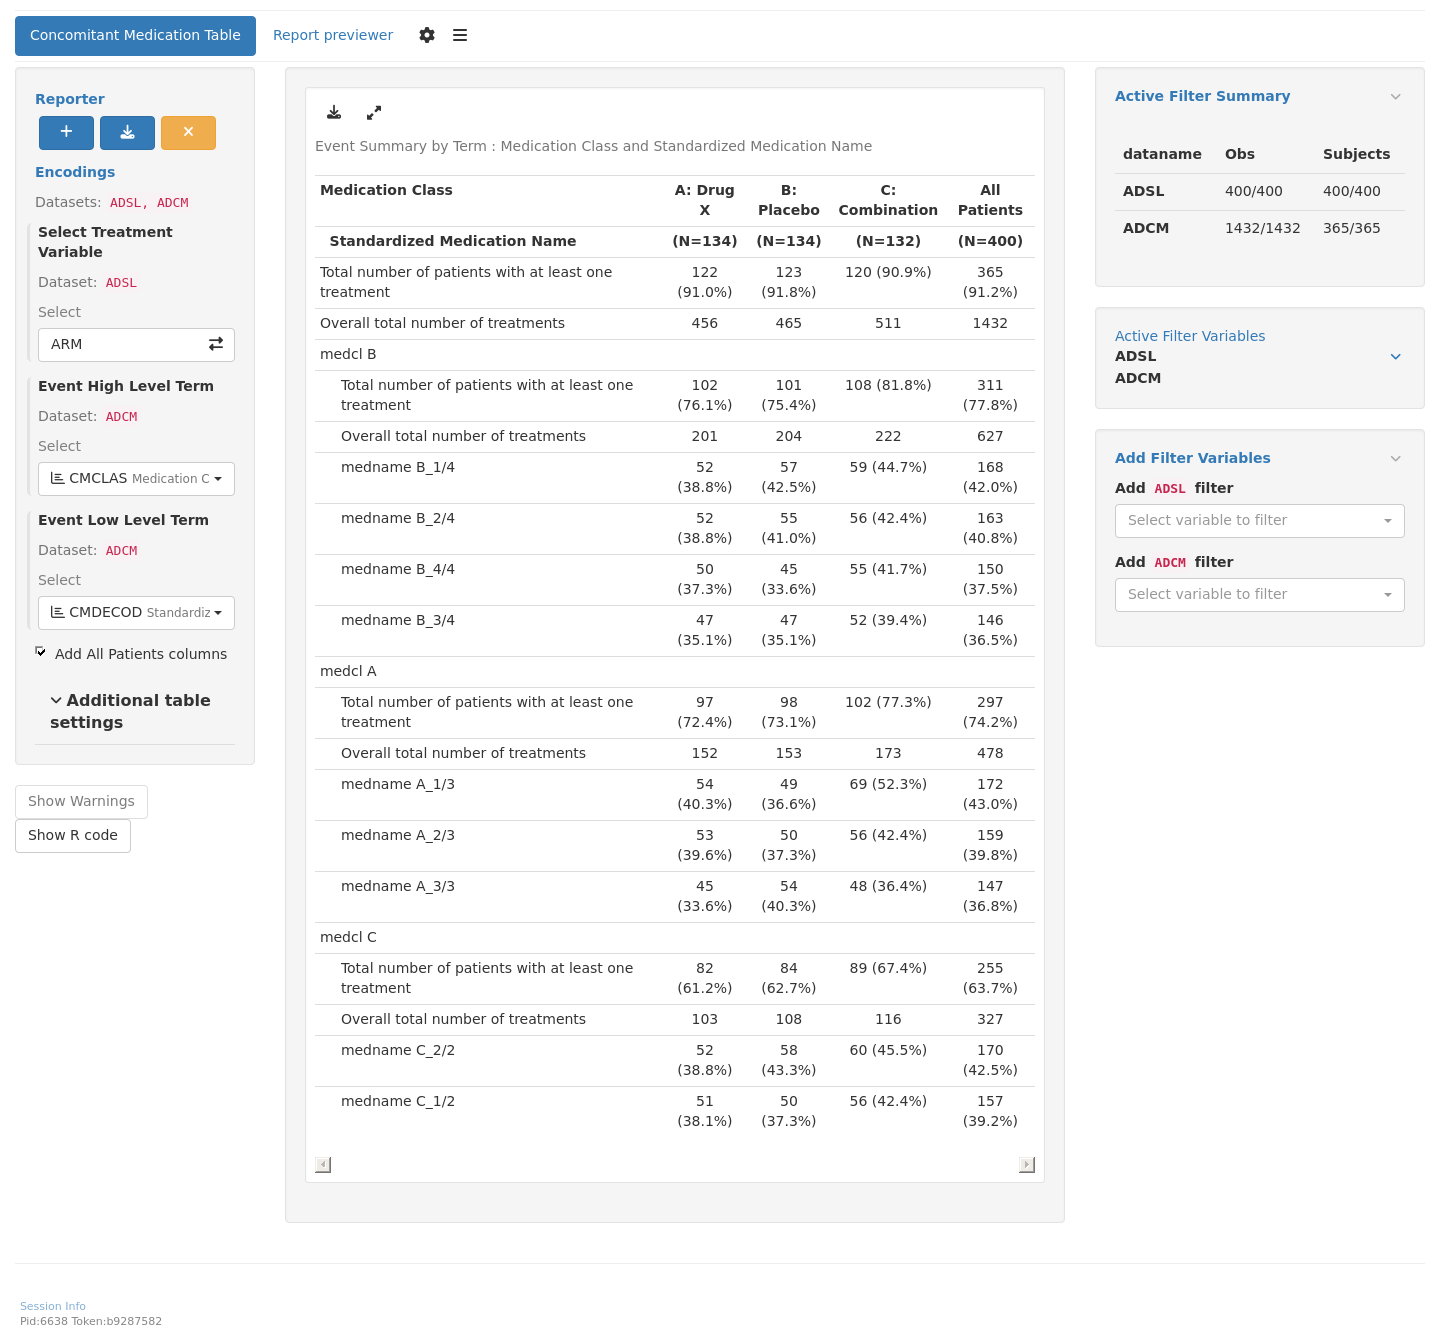 Concomitant Medication Table Report previewer
Reporter
Encodings
Datasets: ADSL, ADCM
Select Treatment
Variable
Dataset: ADSL
Select
ARM
Event High Level Term
Dataset: ADCM
Select
CMCLAS Medication C
Event Low Level Term
Dataset: ADCM
Select
CMDECOD Standardiz
Add All Patients columns
Additional table
settings
Show Warnings
Show R code
Event Summary by Term : Medication Class and Standardized Medication Name
Medication Class A: Drug B: C: All
X Placebo Combination Patients
Standardized Medication Name (N=134) (N=134) (N=132) (N=400)
Total number of patients with at least one 122 123 120 (90.9%) 365
treatment (91.0%) (91.8%) (91.2%)
Overall total number of treatments 456 465 511 1432
medcl B
Total number of patients with at least one 102 101 108 (81.8%) 311
treatment (76.1%) (75.4%) (77.8%)
Overall total number of treatments 201 204 222 627
medname B_1/4 52 57 59 (44.7%) 168
(38.8%) (42.5%) (42.0%)
medname B_2/4 52 55 56 (42.4%) 163
(38.8%) (41.0%) (40.8%)
medname B_4/4 50 45 55 (41.7%) 150
(37.3%) (33.6%) (37.5%)
medname B_3/4 47 47 52 (39.4%) 146
(35.1%) (35.1%) (36.5%)
medcl A
Total number of patients with at least one 97 98 102 (77.3%) 297
treatment (72.4%) (73.1%) (74.2%)
Overall total number of treatments 152 153 173 478
medname A_1/3 54 49 69 (52.3%) 172
(40.3%) (36.6%) (43.0%)
medname A_2/3 53 50 56 (42.4%) 159
(39.6%) (37.3%) (39.8%)
medname A_3/3 45 54 48 (36.4%) 147
(33.6%) (40.3%) (36.8%)
medcl C
Total number of patients with at least one 82 84 89 (67.4%) 255
treatment (61.2%) (62.7%) (63.7%)
Overall total number of treatments 103 108 116 327
medname C_2/2 52 58 60 (45.5%) 170
(38.8%) (43.3%) (42.5%)
medname C_1/2 51 50 56 (42.4%) 157
(38.1%) (37.3%) (39.2%)
Active Filter Summary
dataname Obs Subjects
ADSL 400/400 400/400
ADCM 1432/1432 365/365
Active Filter Variables
ADSL
ADCM
Add Filter Variables
Add ADSL filter
Select variable to filter
Add ADCM filter
Select variable to filter
Session Info
Pid:6638 Token:b9287582